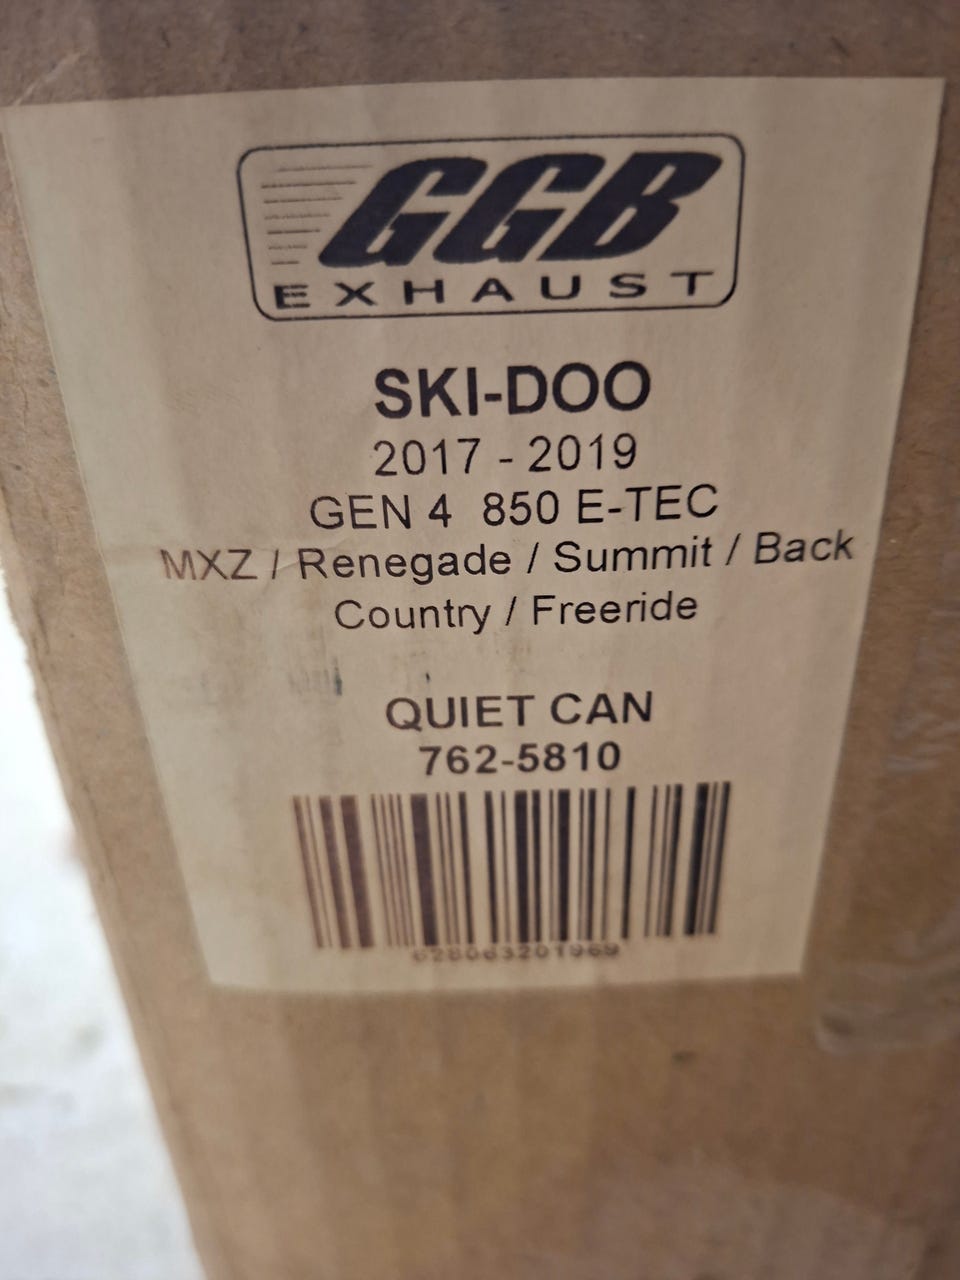 GGB
EXHAUST
SKI-DOO
2017 - 2019
GEN 4 850 E-TEC
MXZ / Renegade / Summit / Back
Country / Freeride
QUIET CAN
762-5810
628063201969